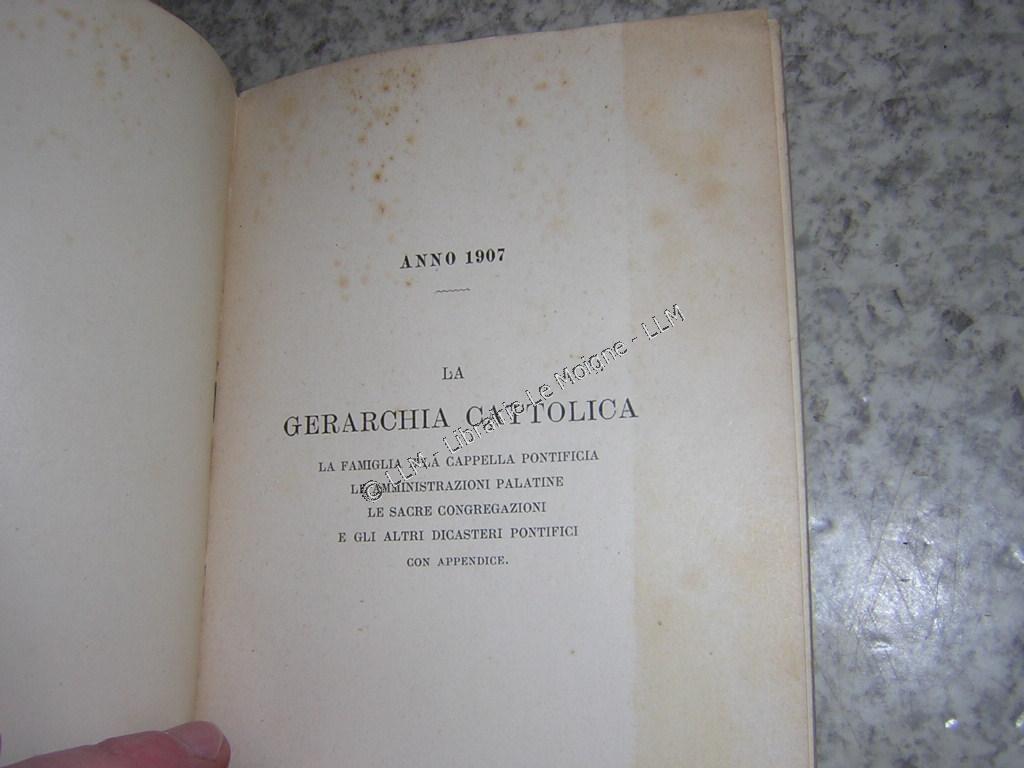 ANNO 1907
LA
GERARCHIA CATTOLICA
LA FAMIGLIA E LA CAPPELLA PONTIFICIA
LE AMMINISTRAZIONI PALATINE
LE SACRE CONGREGAZIONI
E GLI ALTRI DICASTERI PONTIFICI
CON APPENDICE.
© LLM - Librairie Le Moigne - LLM